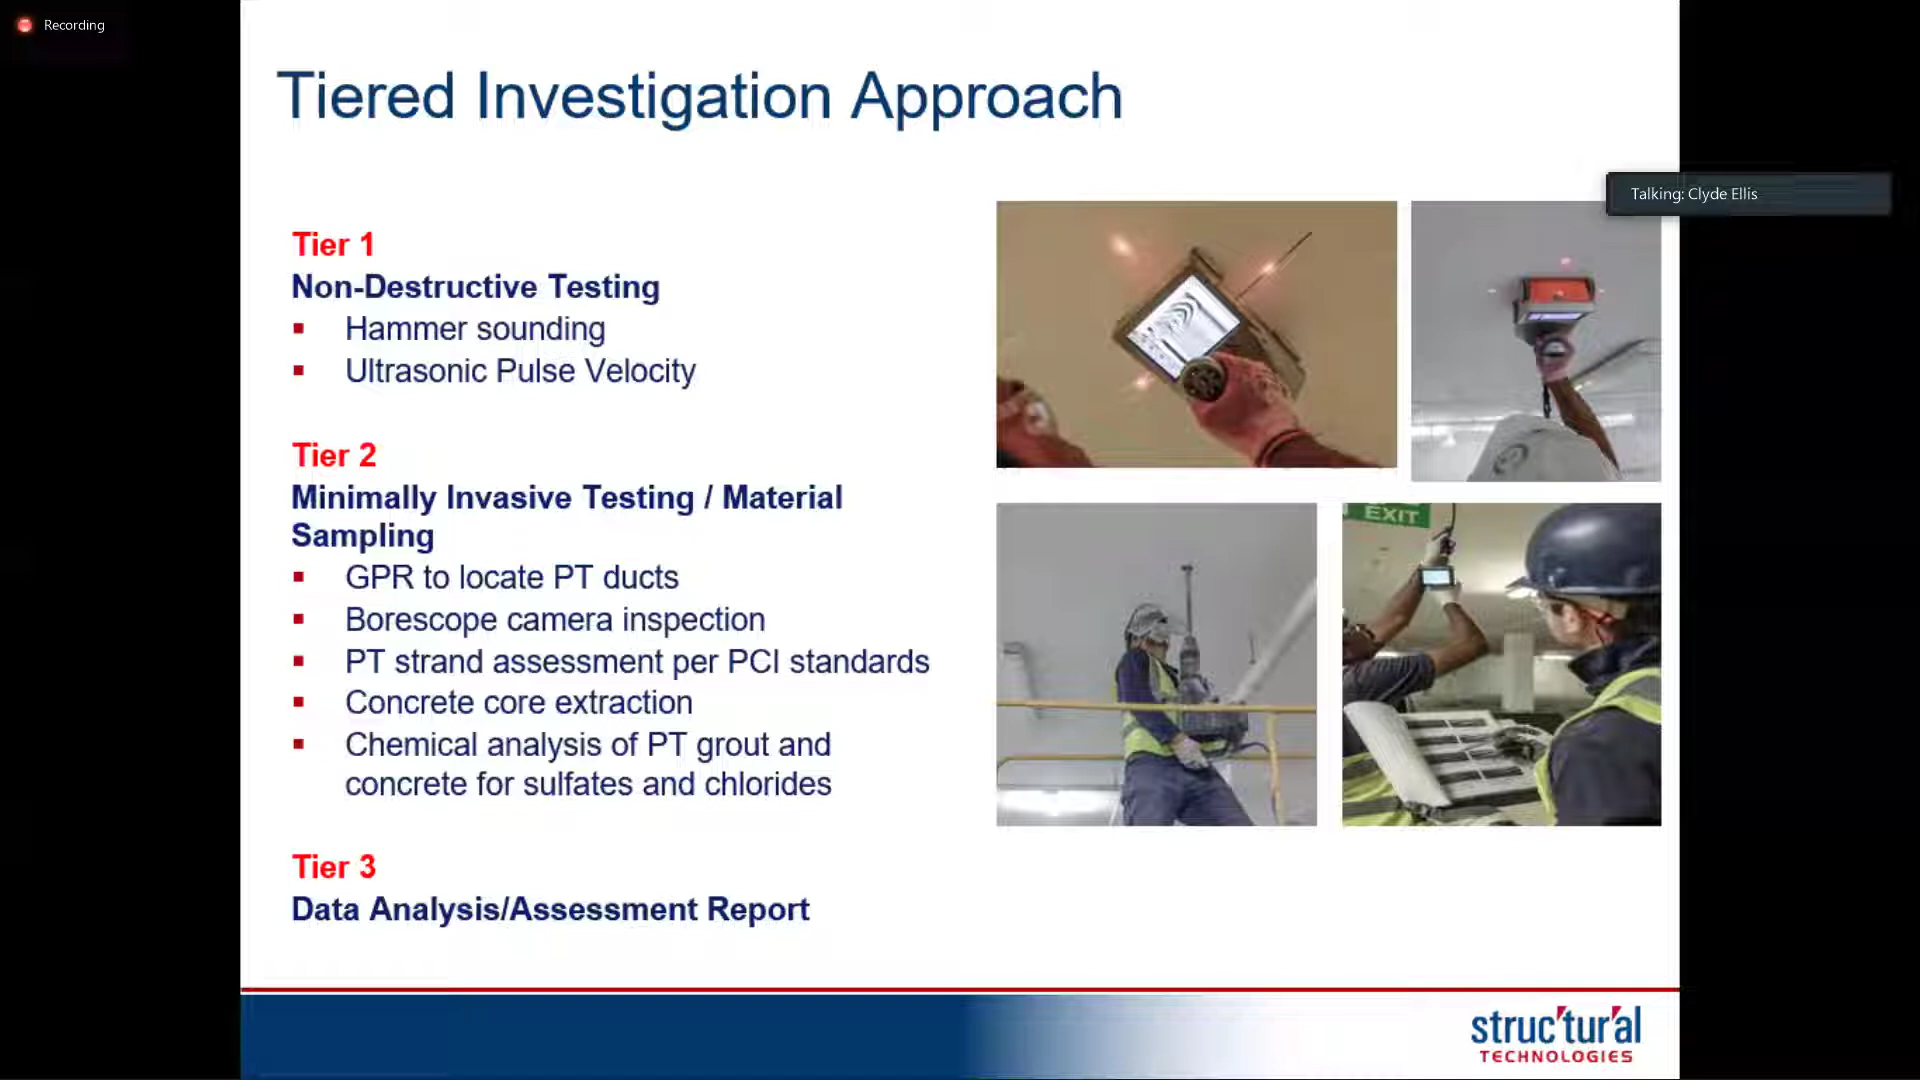 Recording
Tiered Investigation Approach
Talking: Clyde Ellis
Tier 1
Non-Destructive Testing
Hammer sounding
Ultrasonic Pulse Velocity
Tier 2
Minimally Invasive Testing / Material
Sampling
GPR to locate PT ducts
Borescope camera inspection
PT strand assessment per PCI standards
Concrete core extraction
Chemical analysis of PT grout and
concrete for sulfates and chlorides
Tier 3
Data Analysis/Assessment Report
EXIT
struc'tur'al
TECHNOLOGIES